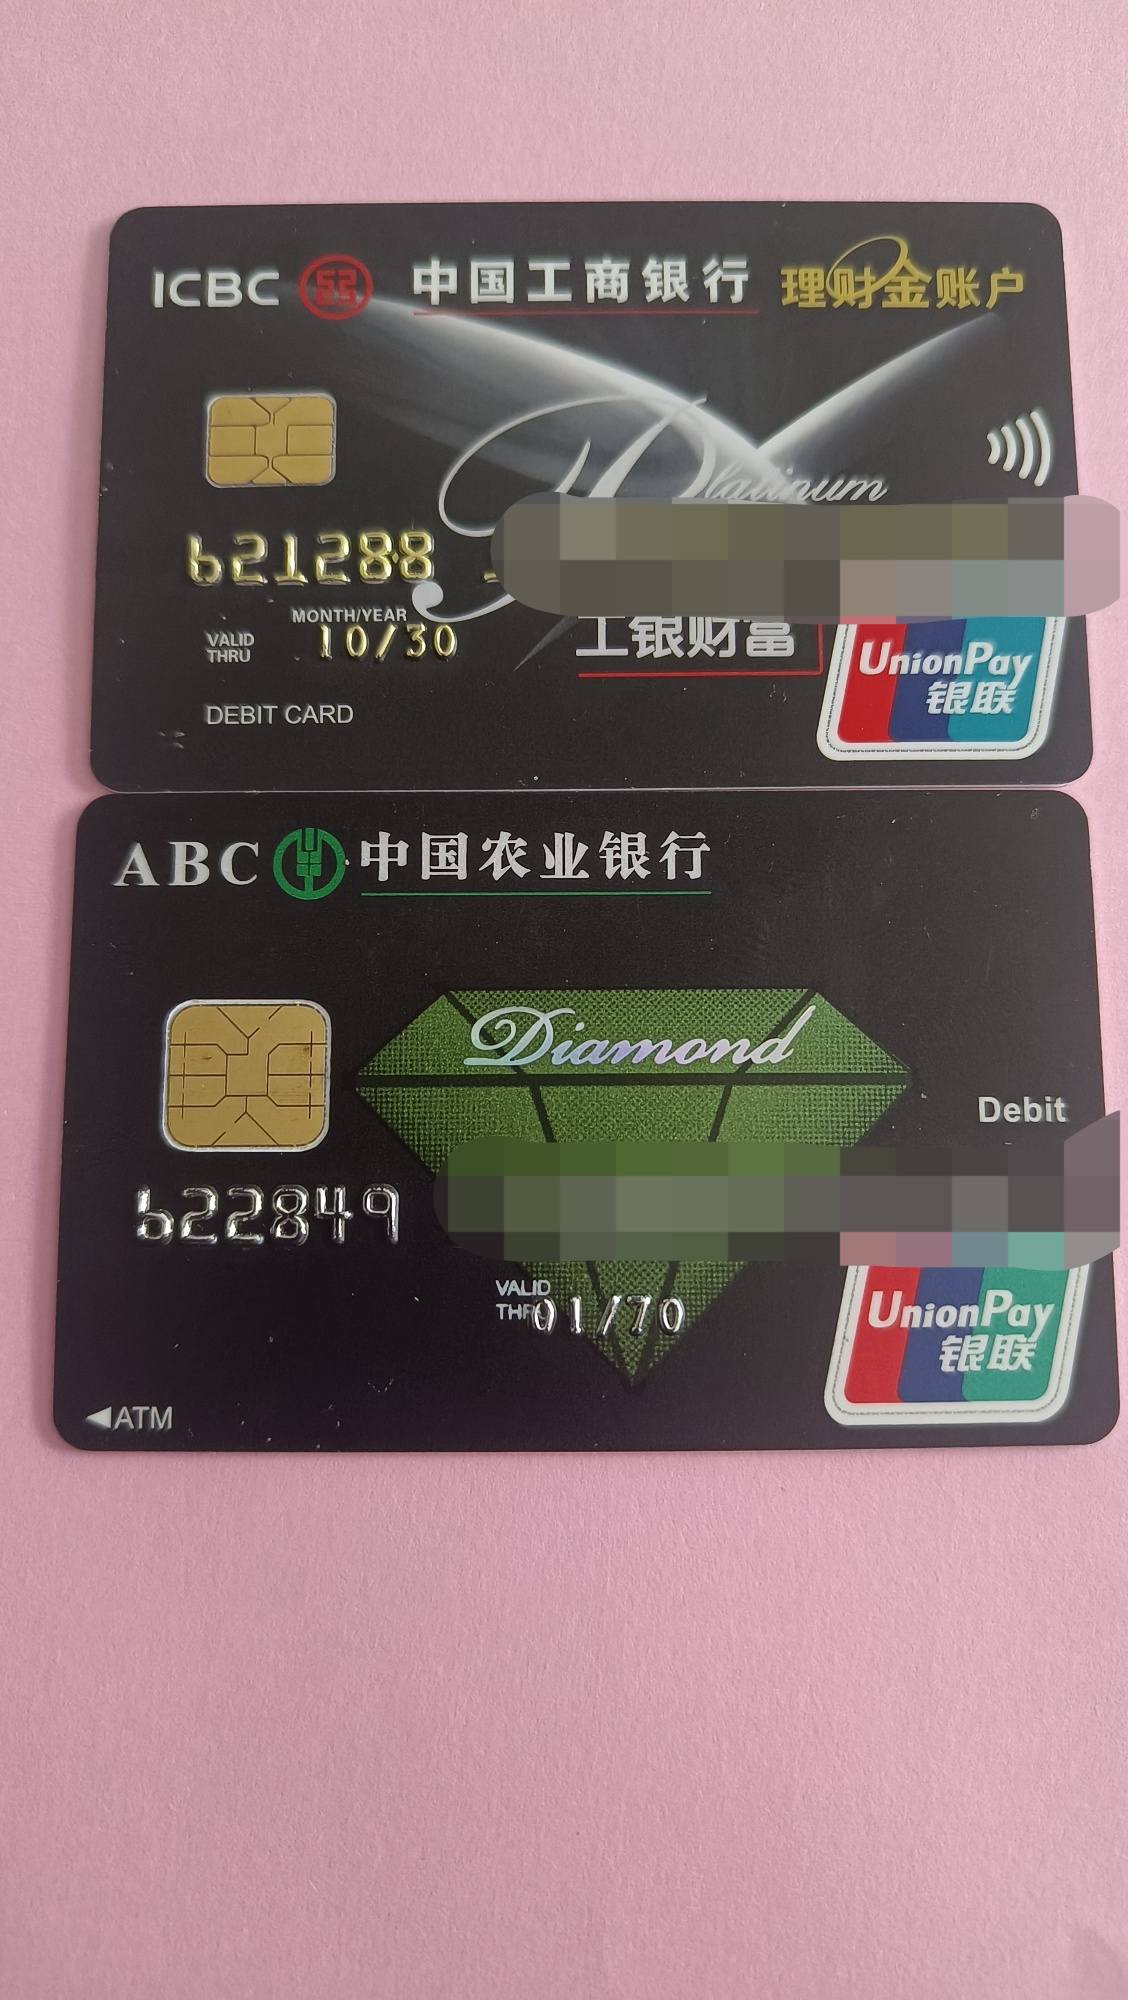 ICBC 中国工商银行 理财金账户
Platinum
621288
MONTH/YEAR
VALID THRU 10/30
工银财富
DEBIT CARD
UnionPay
银联
ABC 中国农业银行
Diamond
Debit
622849
VALID
THR 01/70
UnionPay
银联
ATM